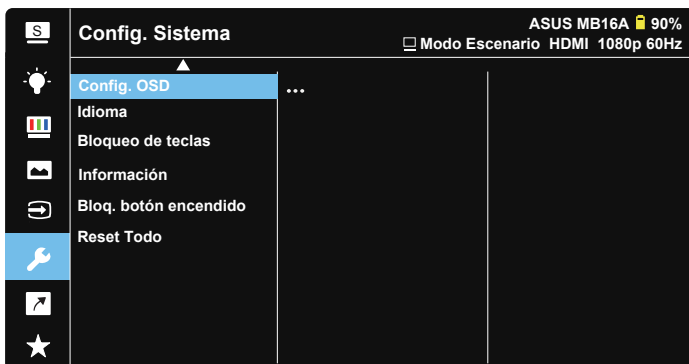 S
Config. Sistema
ASUS MB16A 90%
Modo Escenario HDMI 1080p 60Hz
Config. OSD ...
Idioma
Bloqueo de teclas
Información
Bloq. botón encendido
Reset Todo